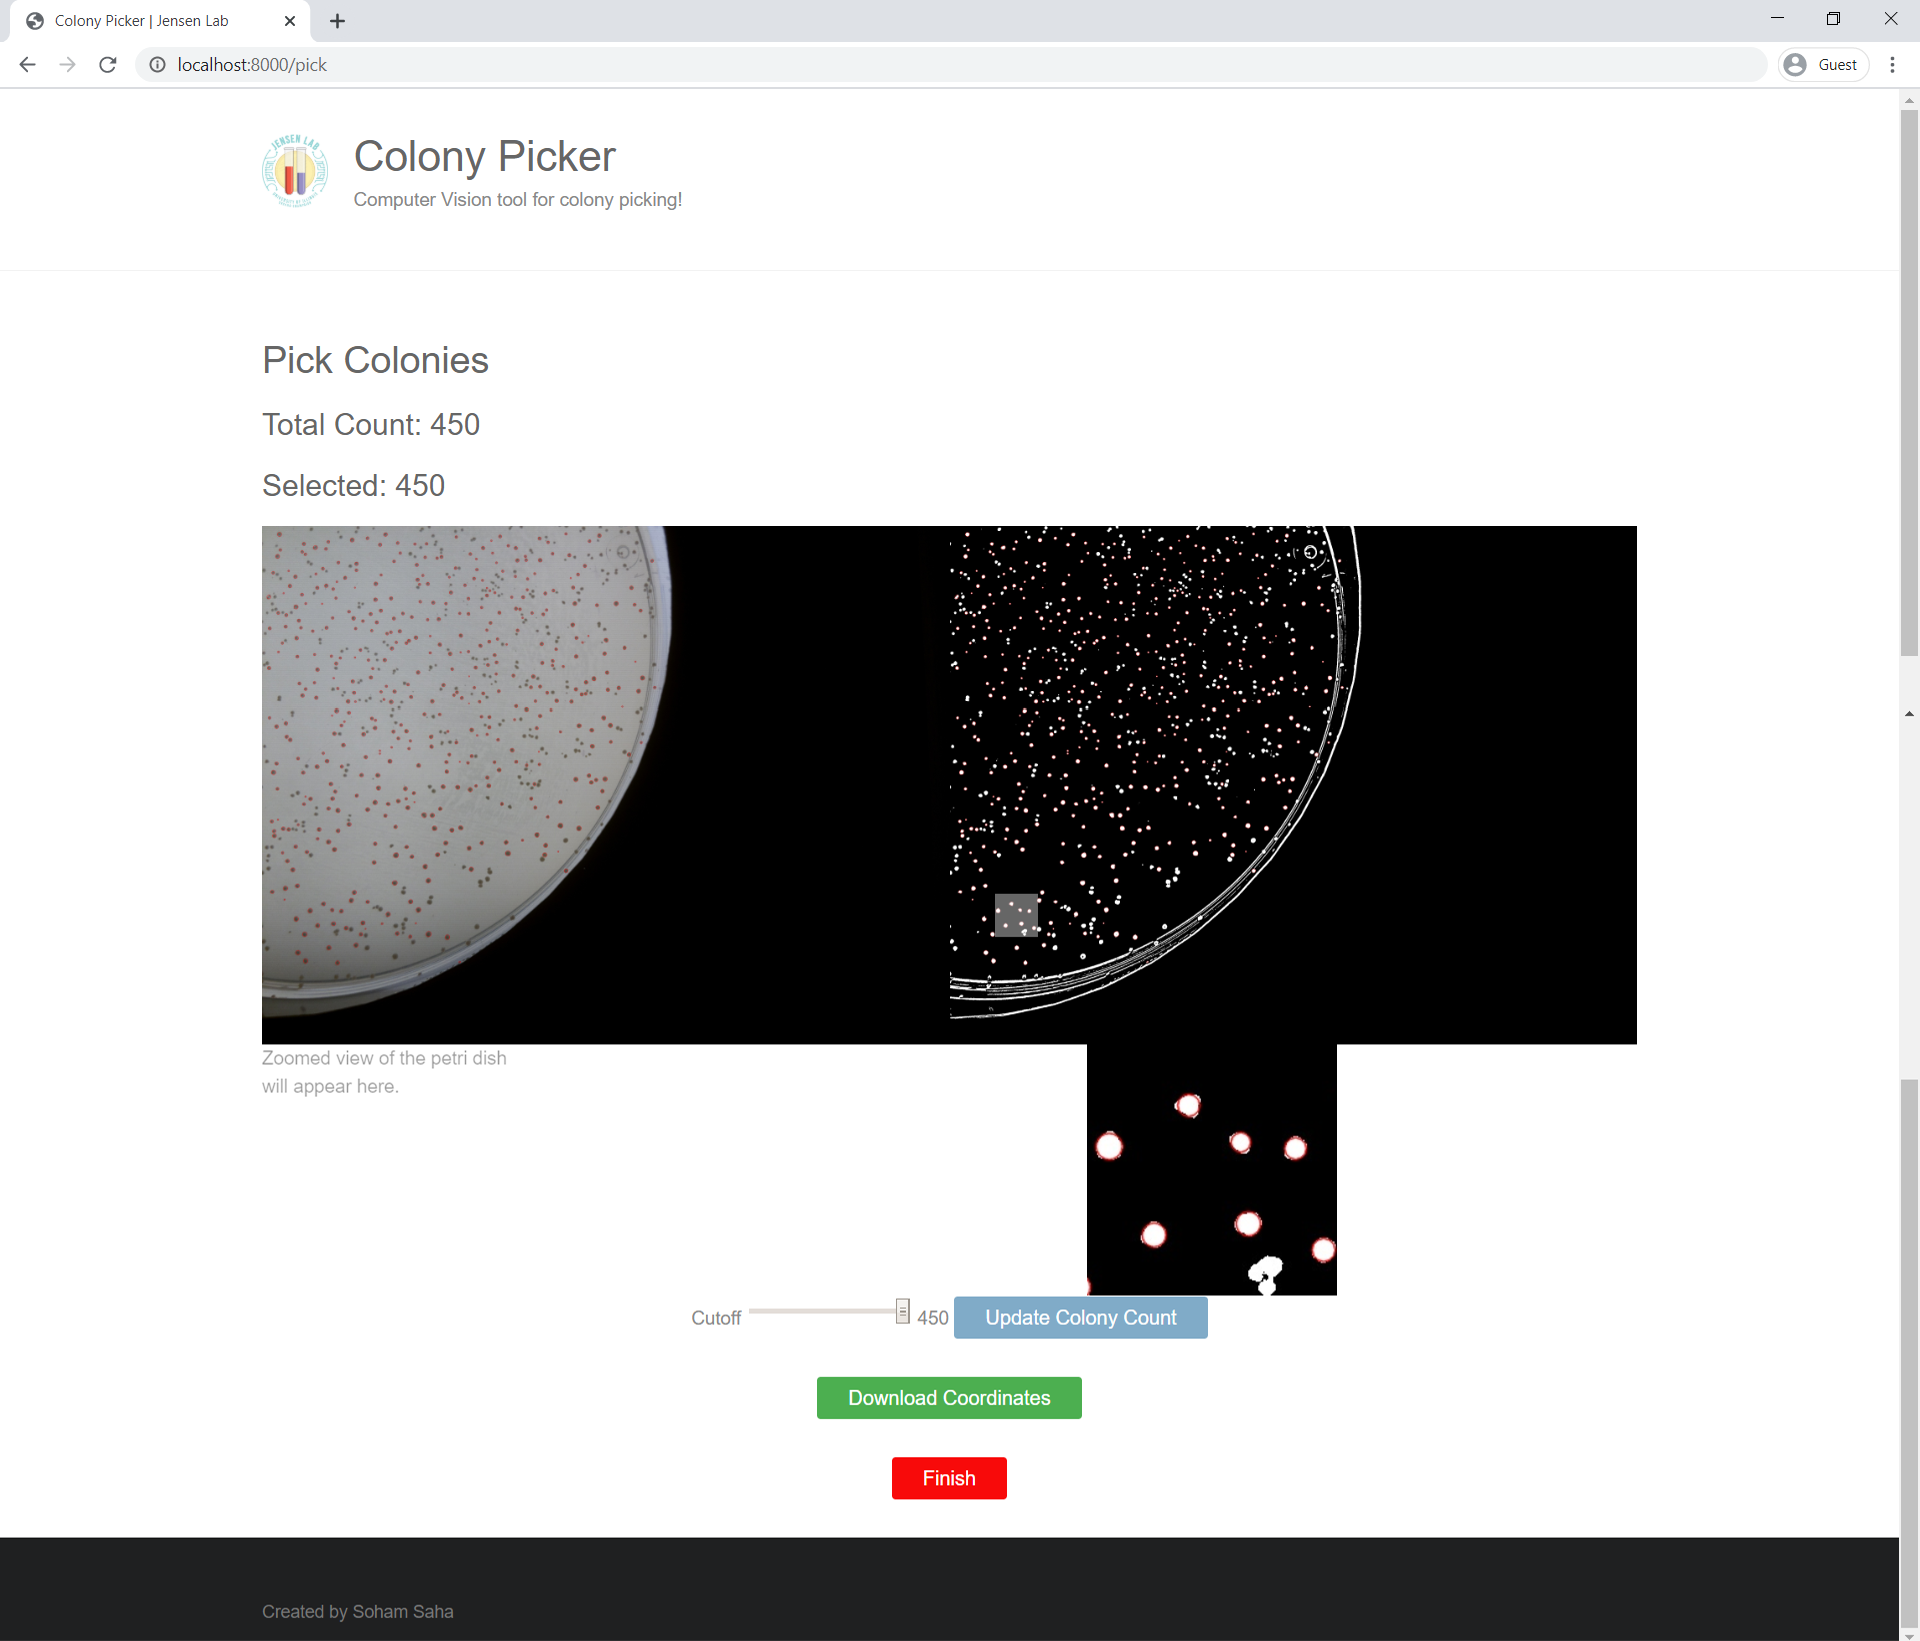 Colony Picker | Jensen Lab
localhost:8000/pick
Guest
JENSEN LAB
Colony Picker
Computer Vision tool for colony picking!
Pick Colonies
Total Count: 450
Selected: 450
Zoomed view of the petri dish
will appear here.
Cutoff 450 Update Colony Count
Download Coordinates
Finish
Created by Soham Saha